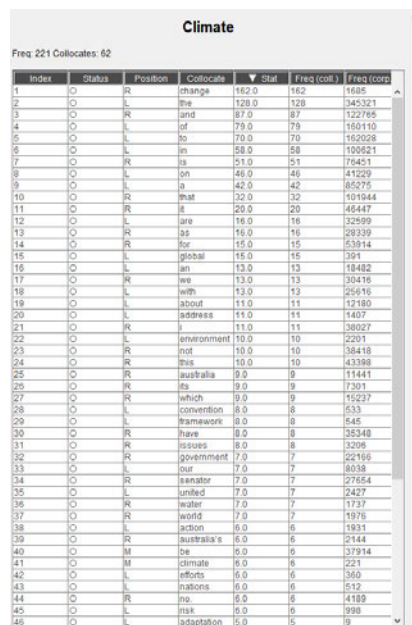 Climate
Freq: 221 Collocates: 62
Index Status Position Collocate ▼ Stat Freq (coll.) Freq (corp.
1 O R change 162.0 162 1685
2 O L the 128.0 128 345321
3 O R and 87.0 87 122765
4 O L of 79.0 79 160110
5 O L to 70.0 70 162028
6 O L in 58.0 58 100621
7 O R is 51.0 51 76451
8 O L on 46.0 46 41229
9 O L a 42.0 42 85275
10 O R that 32.0 32 101944
11 O R it 20.0 20 46447
12 O L are 16.0 16 32599
13 O R as 16.0 16 28339
14 O R for 15.0 15 53914
15 O L global 15.0 15 391
16 O L an 13.0 13 18482
17 O R we 13.0 13 30416
18 O L with 13.0 13 25616
19 O L about 11.0 11 12180
20 O L address 11.0 11 1407
21 O R i 11.0 11 38027
22 O L environment 10.0 10 2201
23 O R not 10.0 10 38418
24 O R this 10.0 10 43398
25 O R australia 9.0 9 11441
26 O R its 9.0 9 7301
27 O R which 9.0 9 15237
28 O L convention 8.0 8 533
29 O L framework 8.0 8 545
30 O R have 8.0 8 35348
31 O R issues 8.0 8 3206
32 O R government 7.0 7 22166
33 O L our 7.0 7 8038
34 O R senator 7.0 7 27654
35 O L united 7.0 7 2427
36 O R water 7.0 7 1737
37 O R world 7.0 7 1976
38 O L action 6.0 6 1931
39 O R australia's 6.0 6 2144
40 O M be 6.0 6 37914
41 O M climate 6.0 6 221
42 O L efforts 6.0 6 360
43 O L nations 6.0 6 512
44 O R no. 6.0 6 4189
45 O L risk 6.0 6 998
46 O L adaptation 5.0 5 9